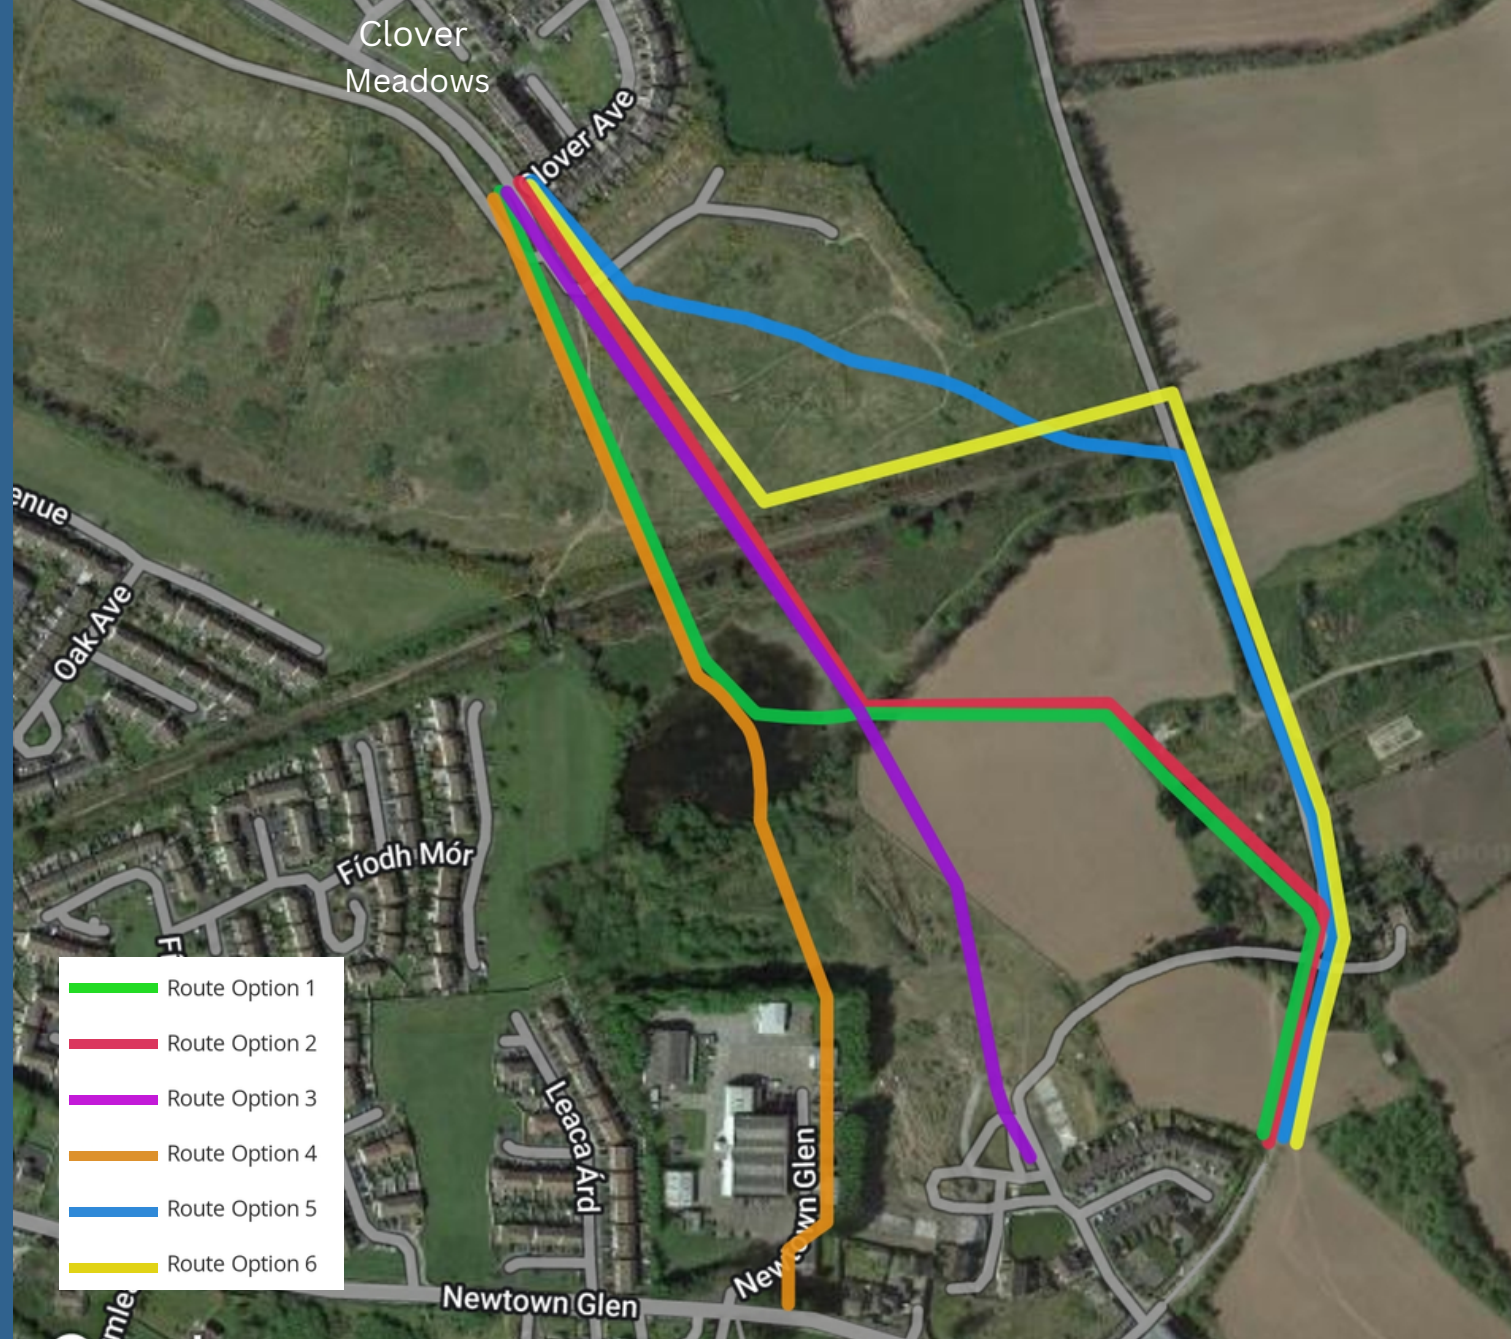 Clover
Meadows
Clover Ave
enue
Oak Ave
Fíodh Mór
Leaca Árd
Newtown Glen
Newtown Glen
Route Option 1
Route Option 2
Route Option 3
Route Option 4
Route Option 5
Route Option 6